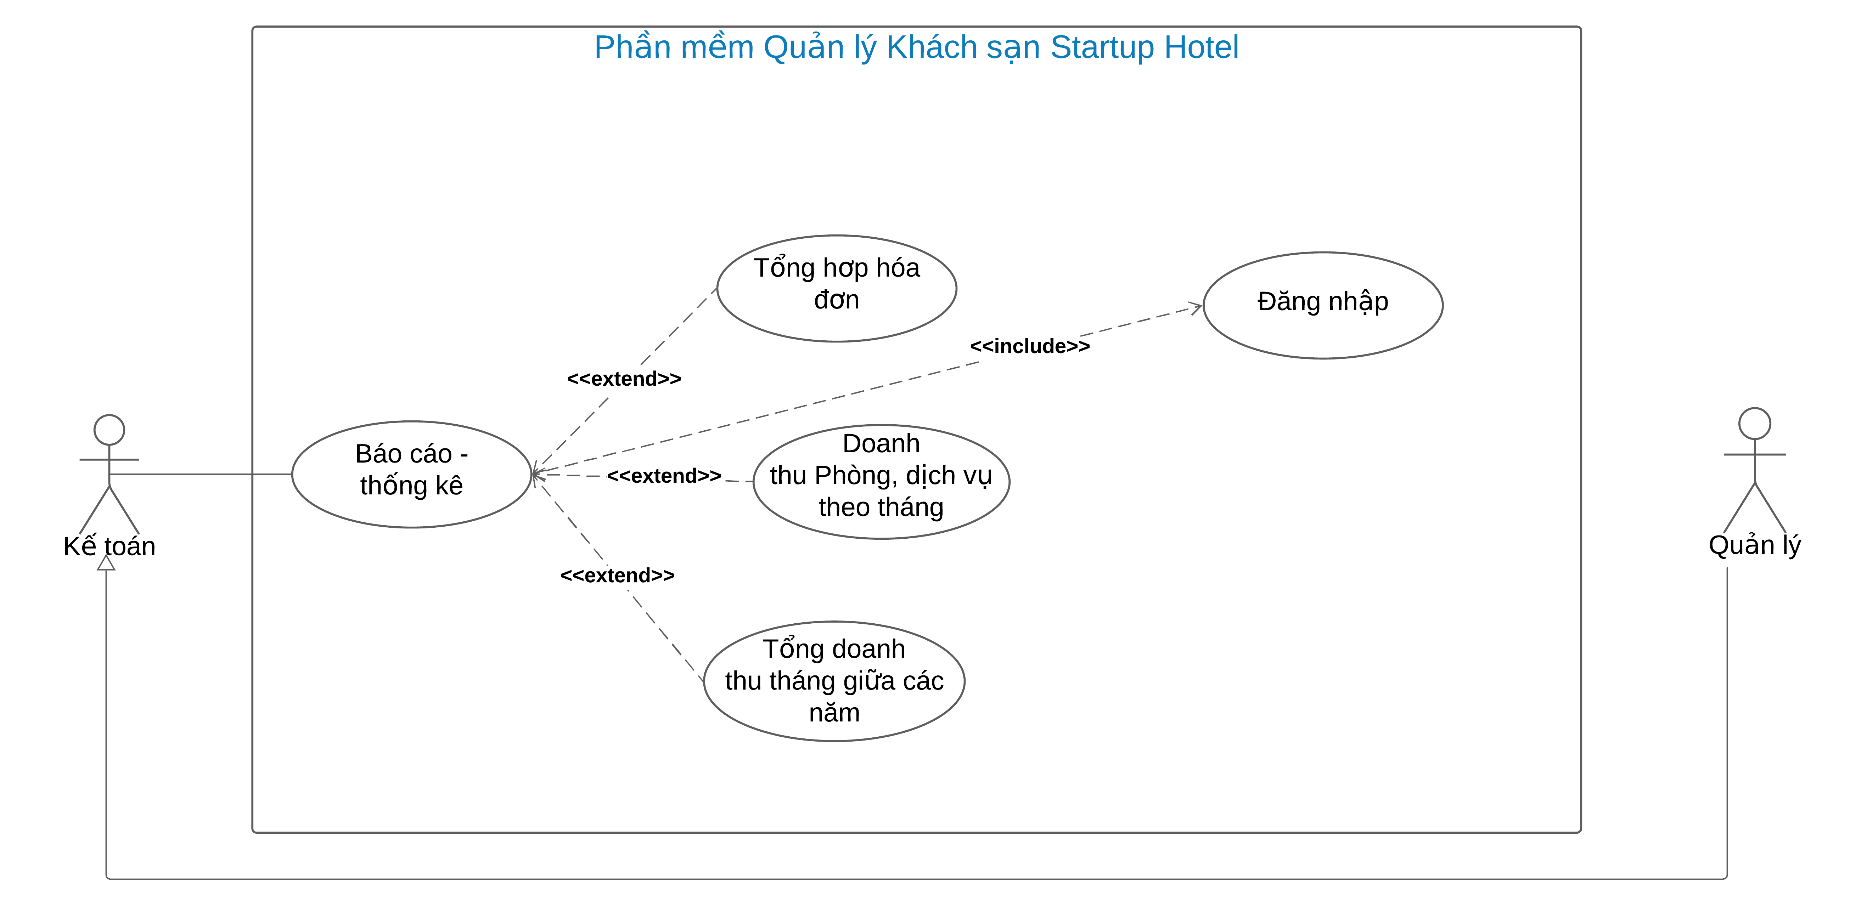 Phần mềm Quản lý Khách sạn Startup Hotel
Tổng hơp hóa
đơn
Đăng nhập
<<include>>
<<extend>>
Báo cáo -
thống kê
Doanh
thu Phòng, dịch vụ
theo tháng
<<extend>>
Kế toán
Quản lý
<<extend>>
Tổng doanh
thu tháng giữa các
năm